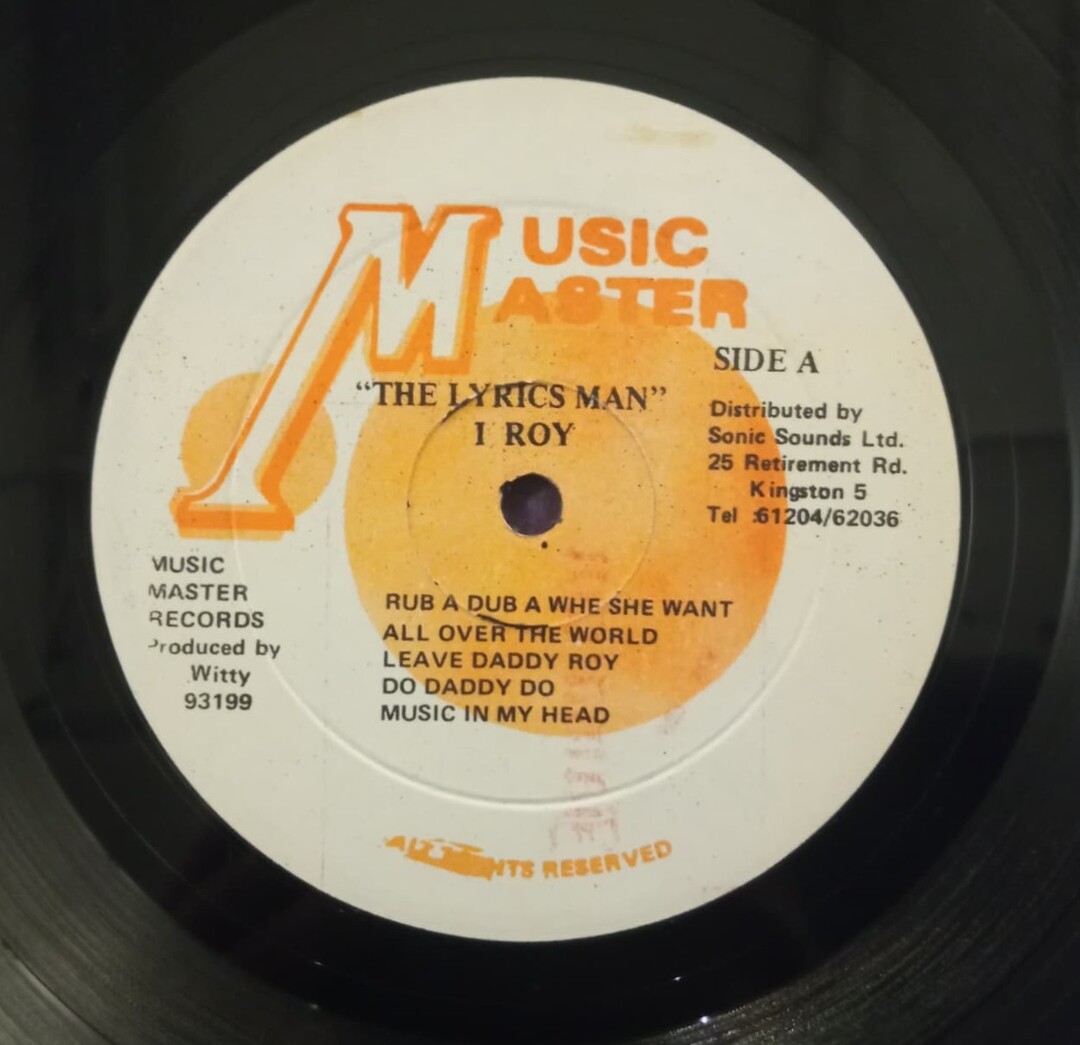 MUSIC
MASTER
SIDE A
"THE LYRICS MAN"
I ROY
Distributed by
Sonic Sounds Ltd.
25 Retirement Rd.
Kingston 5
Tel :61204/62036
MUSIC
MASTER
RECORDS
Produced by
Witty
93199
RUB A DUB A WHE SHE WANT
ALL OVER THE WORLD
LEAVE DADDY ROY
DO DADDY DO
MUSIC IN MY HEAD
RESERVED